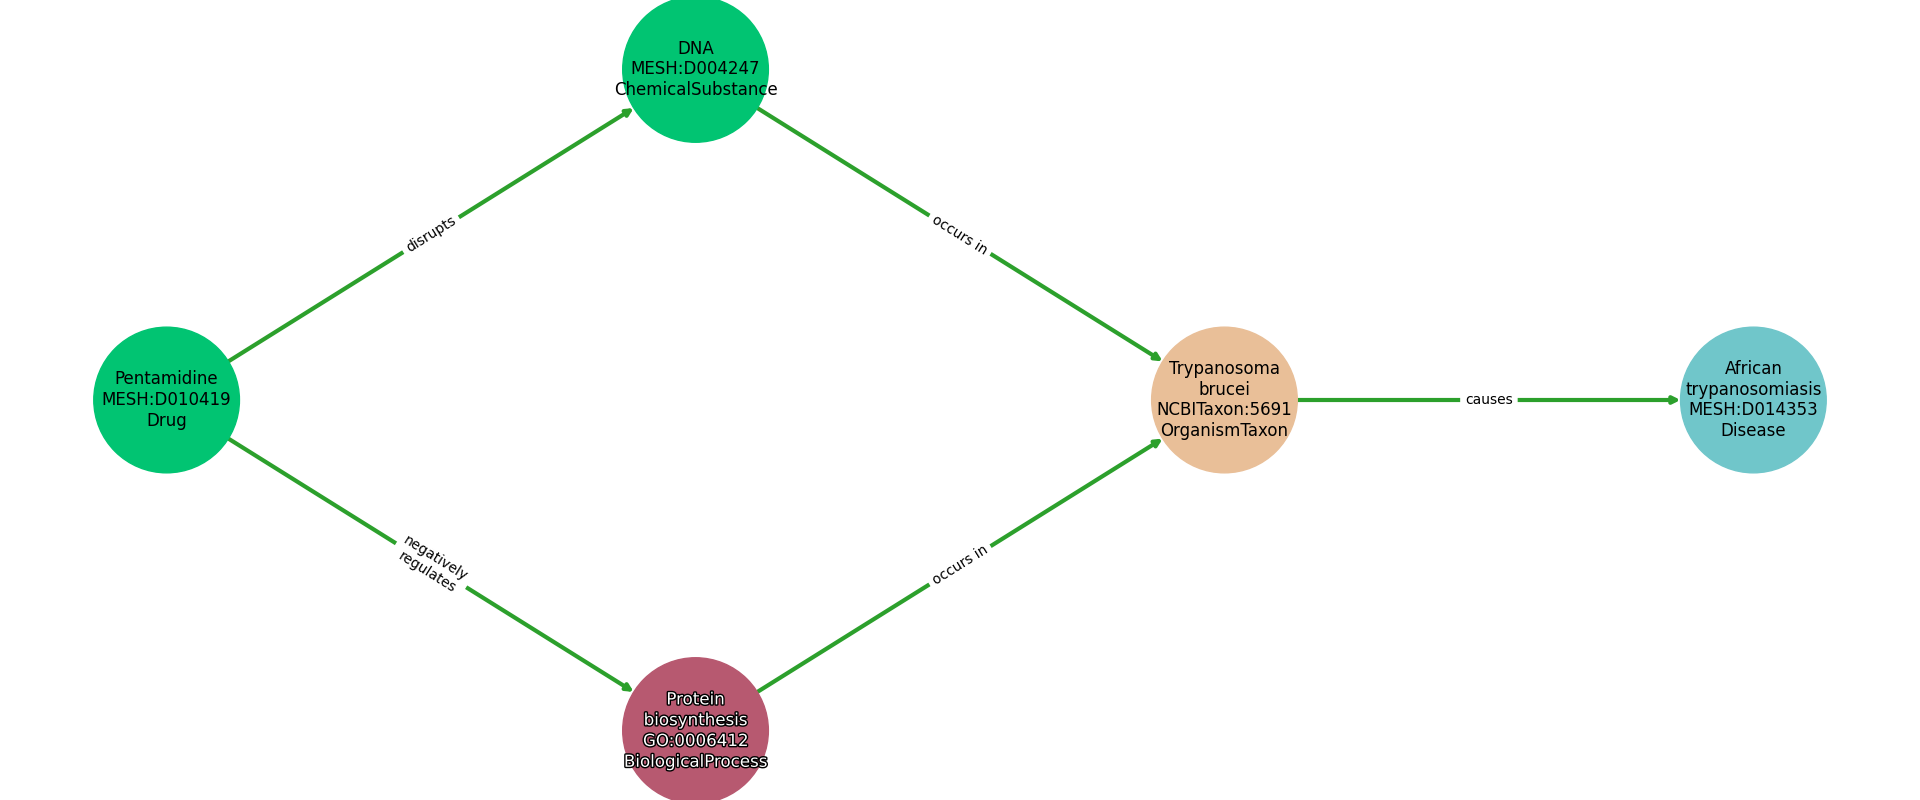 DNA
MESH:D004247
ChemicalSubstance
disrupts
occurs in
Pentamidine
MESH:D010419
Drug
Trypanosoma
brucei
NCBITaxon:5691
OrganismTaxon
causes
African
trypanosomiasis
MESH:D014353
Disease
negatively
regulates
occurs in
Protein
biosynthesis
GO:0006412
BiologicalProcess